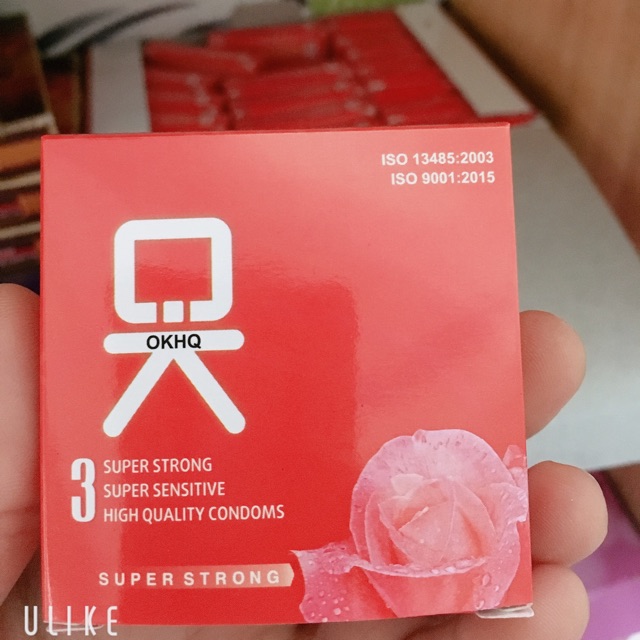 ISO 13485:2003
ISO 9001:2015
OKHQ
3
SUPER STRONG
SUPER SENSITIVE
HIGH QUALITY CONDOMS
SUPER STRONG
ULIKE